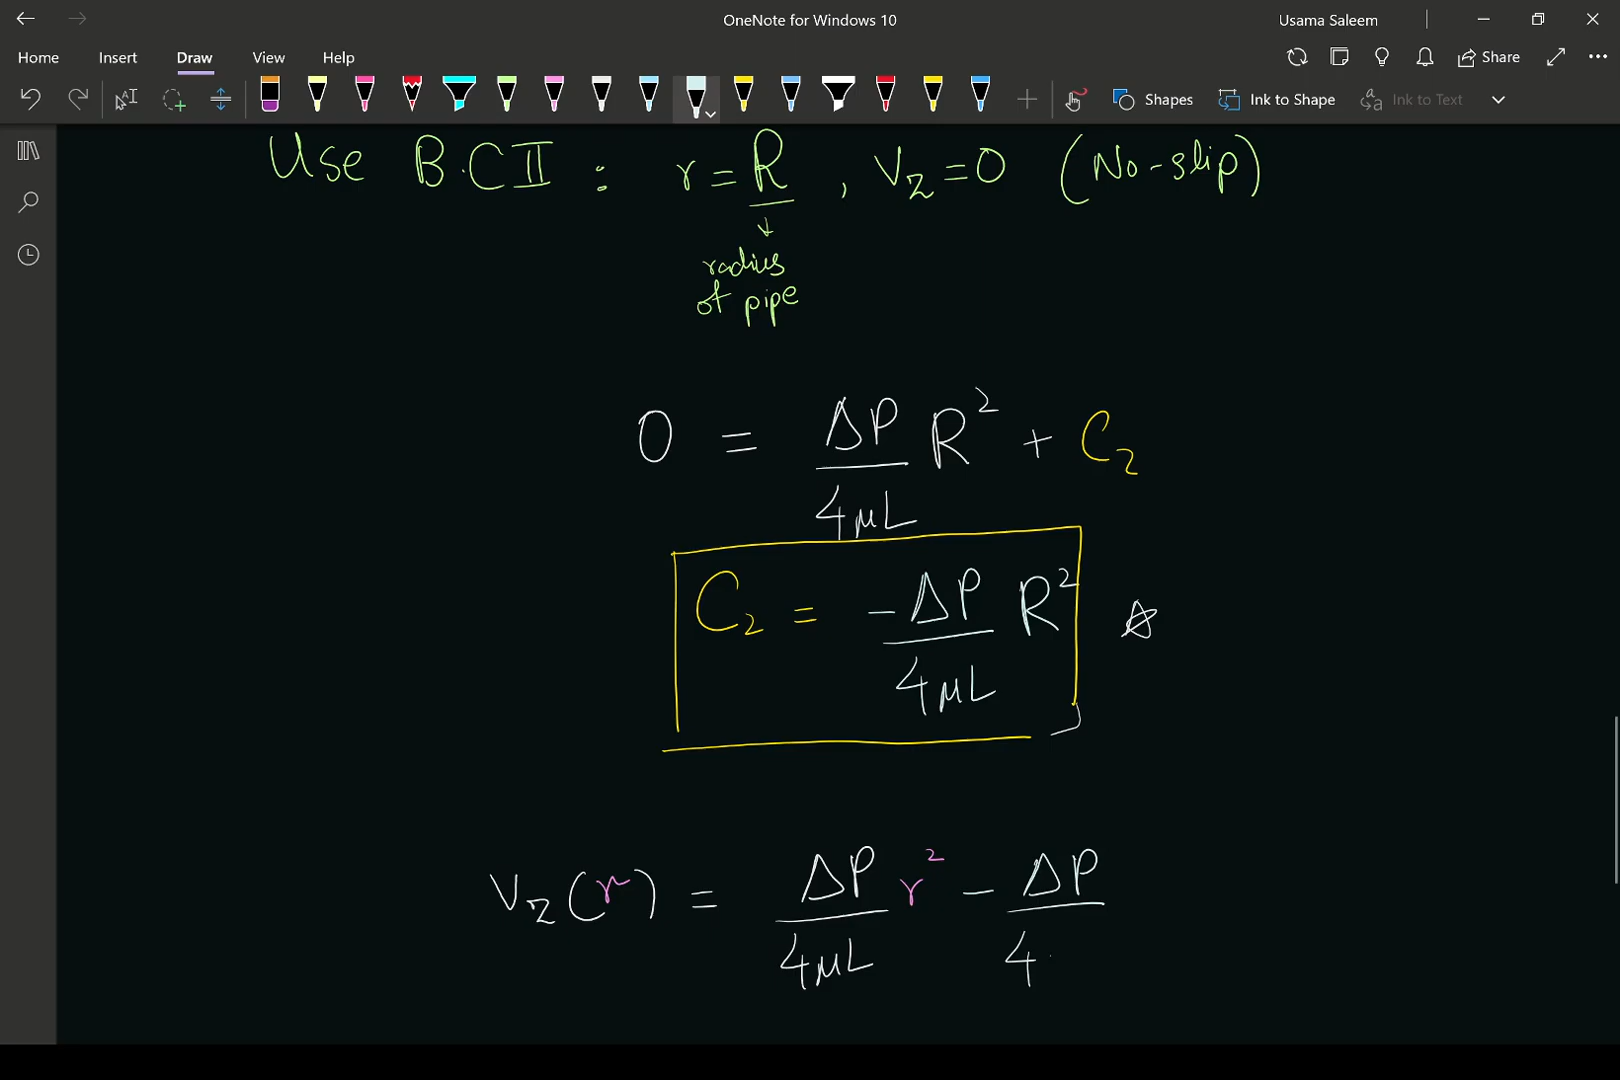 OneNote for Windows 10
Usama Saleem
Home Insert Draw View Help
Share
Shapes Ink to Shape Ink to Text
Use B.C II : r = R , Vz = 0 (No-slip)
radius
of pipe
0 = ΔP/4μL R² + C₂
C₂ = -ΔP/4μL R²
Vz(r) = ΔP/4μL r² - ΔP/4